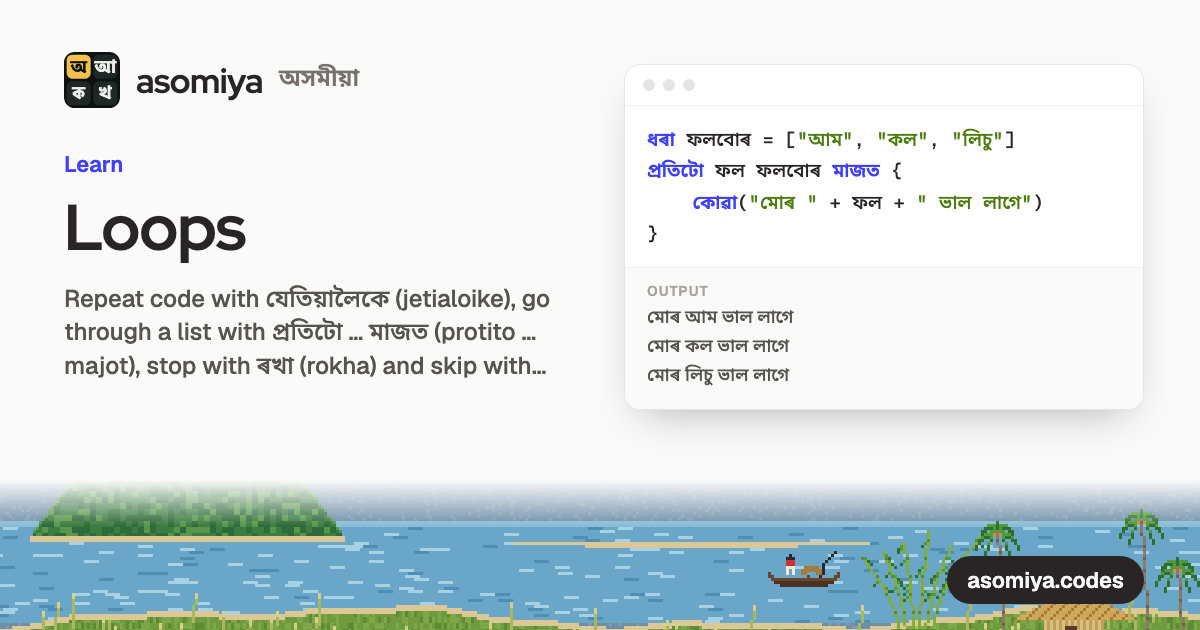 অ আ
ক খ
asomiya অসমীয়া
Learn
Loops
Repeat code with যেতিয়ালৈকে (jetialoike), go
through a list with প্ৰতিটো ... মাজত (protito ...
majot), stop with ৰখা (rokha) and skip with...
ধৰা ফলবোৰ = ["আম", "কল", "লিচু"]
প্ৰতিটো ফল ফলবোৰ মাজত {
    কোৱা("মোৰ " + ফল + " ভাল লাগে")
}
OUTPUT
মোৰ আম ভাল লাগে
মোৰ কল ভাল লাগে
মোৰ লিচু ভাল লাগে
asomiya.codes